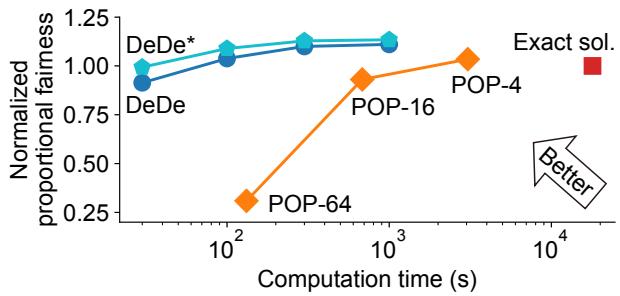 Normalized
proportional fairness
1.25
1.00
0.75
0.50
0.25
DeDe*
DeDe
POP-64
POP-16
POP-4
Exact sol.
Better
10²
10³
10⁴
Computation time (s)